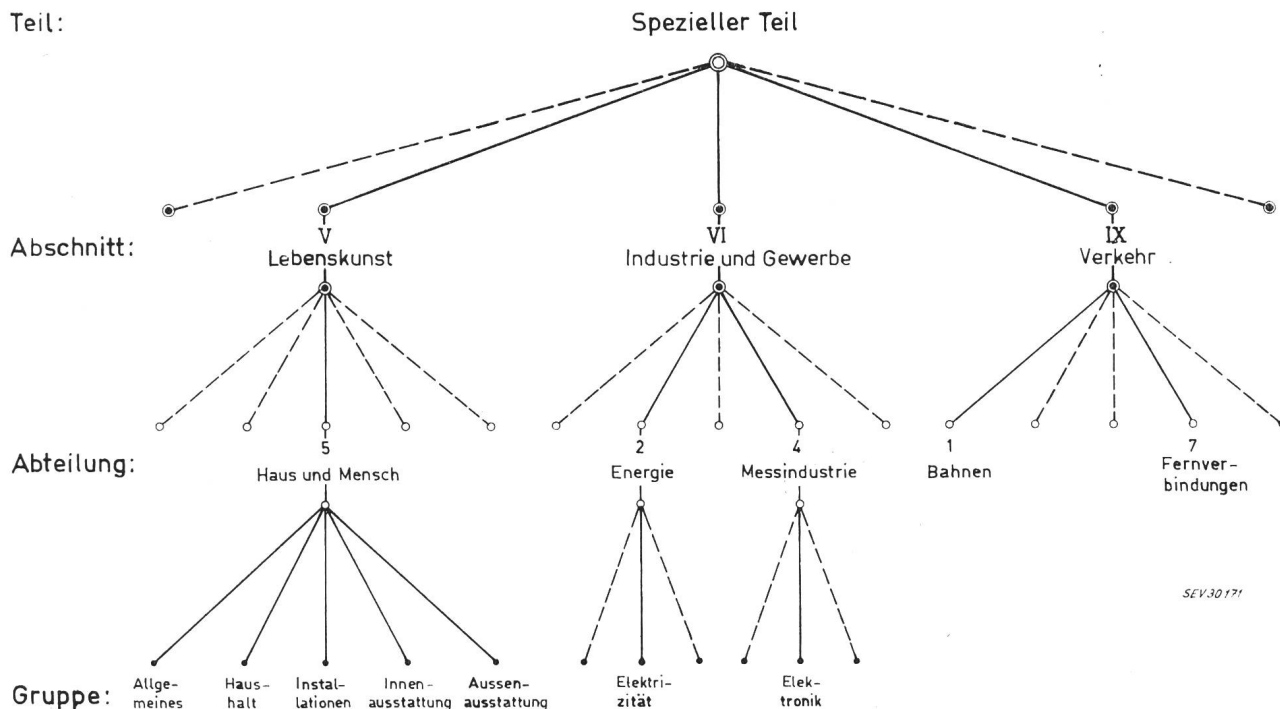 Teil:
Spezieller Teil
Abschnitt:
V
Lebenskunst
VI
Industrie und Gewerbe
IX
Verkehr
Abteilung:
5
Haus und Mensch
2
Energie
4
Messindustrie
1
Bahnen
7
Fernver-
bindungen
SEV30171
Gruppe:
Allge-
meines
Haus-
halt
Instal-
lationen
Innen-
ausstattung
Aussen-
ausstattung
Elektri-
zität
Elek-
tronik